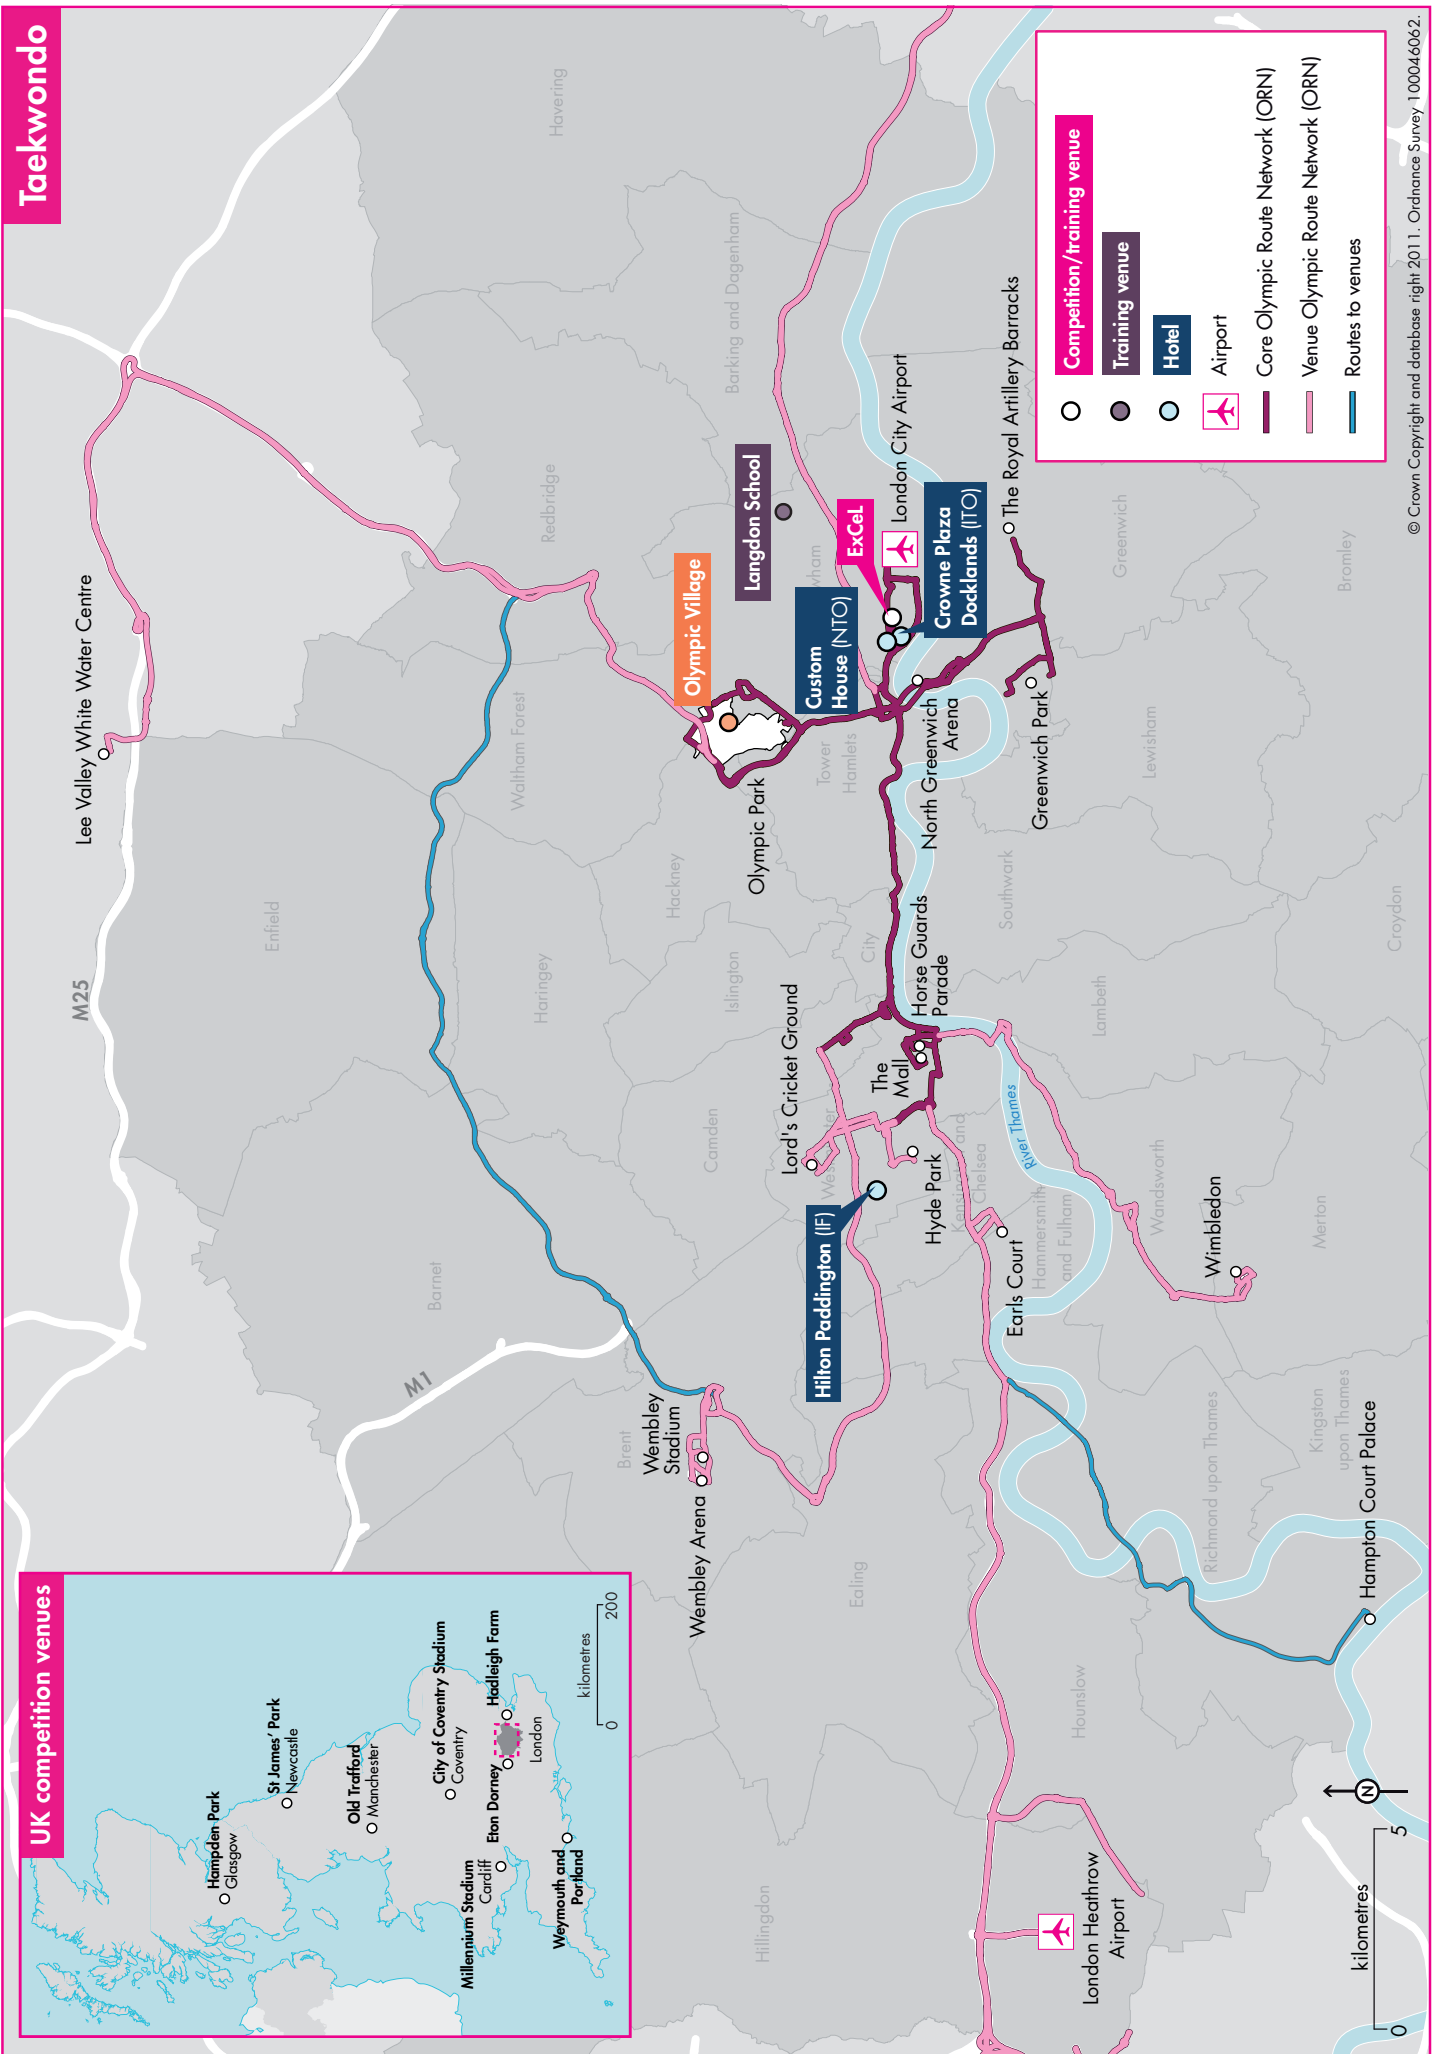 Taekwondo
UK competition venues
Hampden Park
Glasgow
St James' Park
Newcastle
Old Trafford
Manchester
City of Coventry Stadium
Coventry
Millennium Stadium
Cardiff
Eton Dorney
Hadleigh Farm
London
Weymouth and
Portland
kilometres
0
200
M25
M1
Lee Valley White Water Centre
Havering
Enfield
Barnet
Redbridge
Waltham Forest
Haringey
Barking and Dagenham
Brent
Hackney
Islington
Camden
Olympic Village
Langdon School
Wembley
Stadium
Wembley Arena
Olympic Park
Lord's Cricket Ground
Custom
House (NTO)
Tower
Hamlets
City
The
Mall
Hilton Paddington (IF)
ExCeL
London City Airport
Crowne Plaza
Docklands (ITO)
Horse Guards
Parade
North Greenwich
Arena
Hyde Park
Kensington and
Chelsea
Ealing
Hillingdon
The Royal Artillery Barracks
Greenwich Park
Earls Court
River Thames
Southwark
Hammersmith
and Fulham
Greenwich
Lewisham
Lambeth
Wandsworth
Hounslow
London Heathrow
Airport
Wimbledon
Richmond upon Thames
Merton
Bromley
Croydon
Kingston
upon Thames
Hampton Court Palace
kilometres
0
5
N
Competition/training venue
Training venue
Hotel
Airport
Core Olympic Route Network (ORN)
Venue Olympic Route Network (ORN)
Routes to venues
© Crown Copyright and database right 2011. Ordnance Survey 100046062.